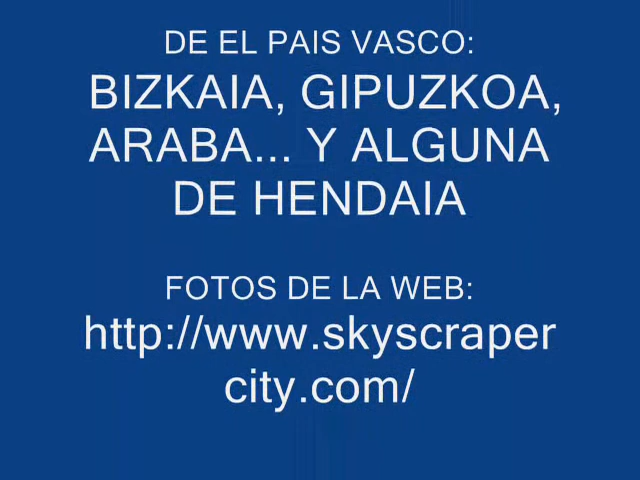 DE EL PAIS VASCO:
BIZKAIA, GIPUZKOA,
ARABA... Y ALGUNA
DE HENDAIA
FOTOS DE LA WEB:
http://www.skyscraper
city.com/